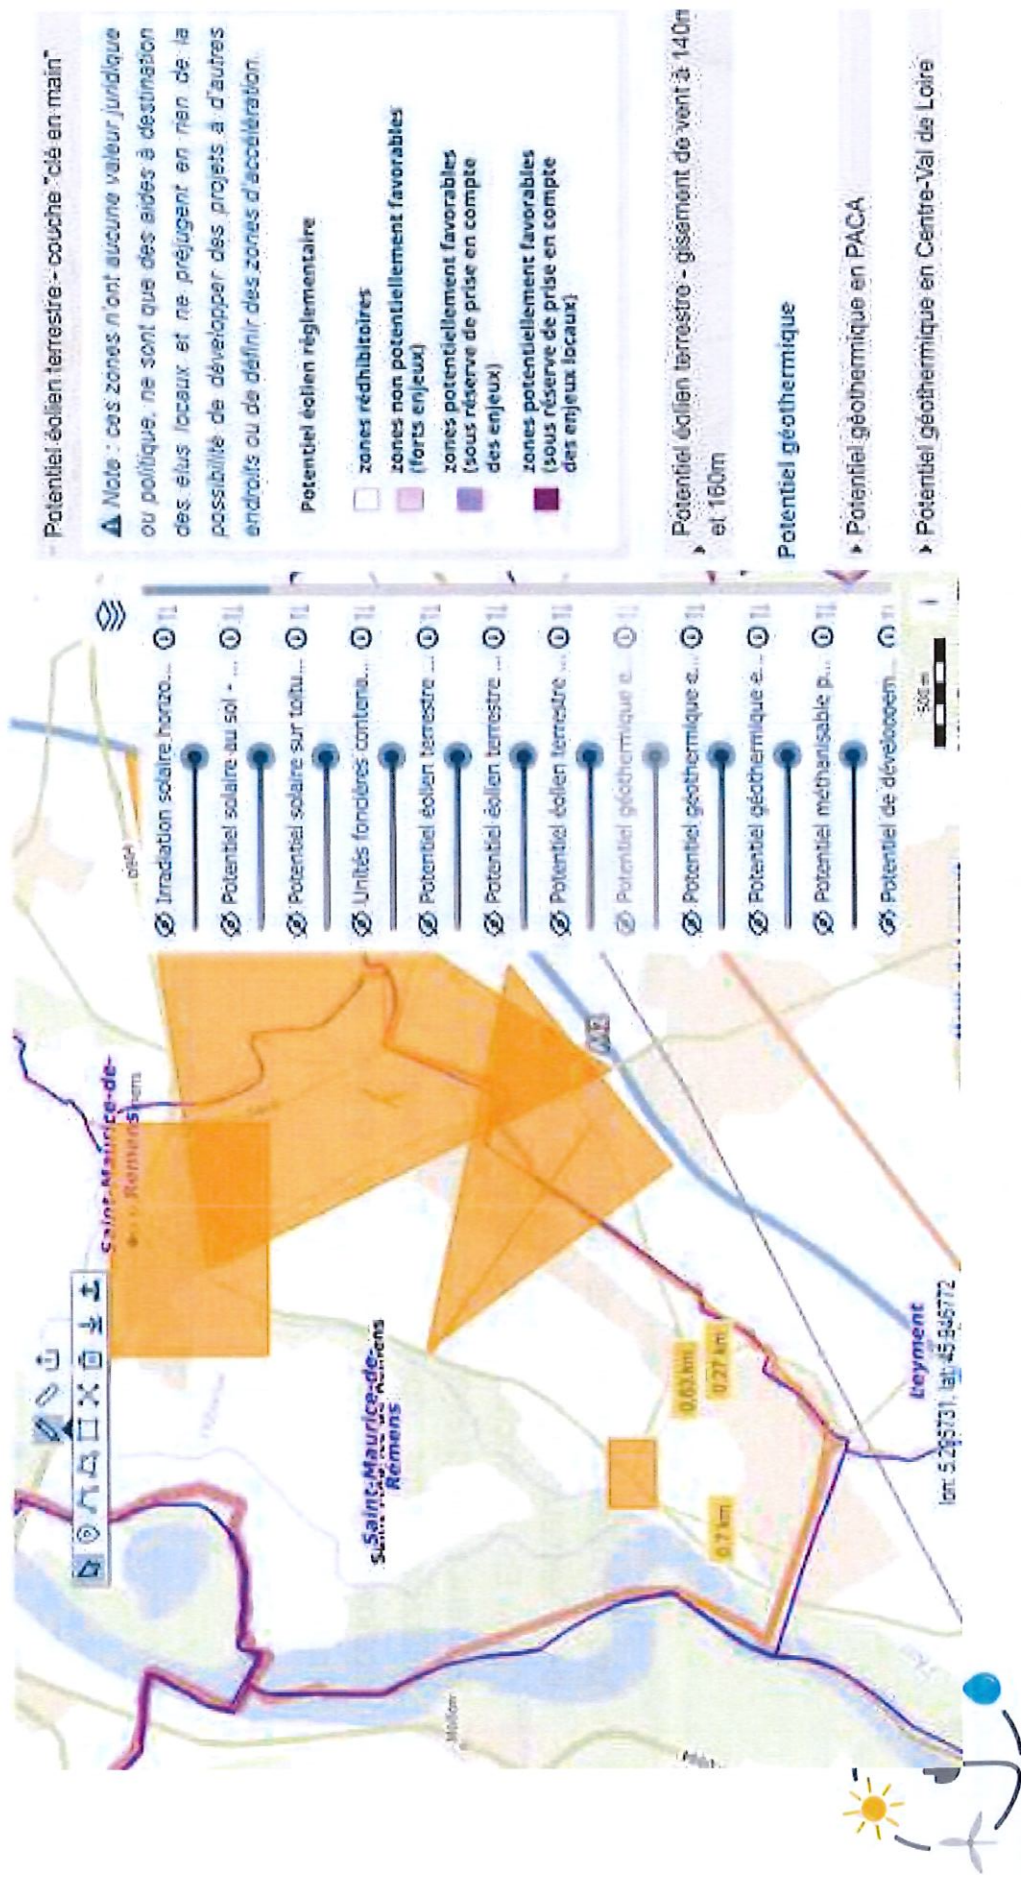 Saint-Maurice-de-
Rémens
Saint-Maurice-de-
Rémens
Mollon
0,7 km
0,63 km
0,27 km
Leyment
lon: 5.295731, lat: 45.946772
A42
500 m
Irradiation solaire horizo...
Potentiel solaire au sol - ...
Potentiel solaire sur toitu...
Unités foncières contena...
Potentiel éolien terrestre ...
Potentiel éolien terrestre ...
Potentiel éolien terrestre ...
Potentiel géothermique e...
Potentiel géothermique e...
Potentiel géothermique e...
Potentiel méthanisable p...
Potentiel de développem...
- Potentiel éolien terrestre - couche "clé en main"
⚠ Note : ces zones n'ont aucune valeur juridique
ou politique, ne sont que des aides à destination
des élus locaux et ne préjugent en rien de la
possibilité de développer des projets à d'autres
endroits ou de définir des zones d'accélération.
Potentiel éolien réglementaire
zones rédhibitoires
zones non potentiellement favorables
(forts enjeux)
zones potentiellement favorables
(sous réserve de prise en compte
des enjeux)
zones potentiellement favorables
(sous réserve de prise en compte
des enjeux locaux)
Potentiel éolien terrestre - gisement de vent à 140m
et 160m
Potentiel géothermique
Potentiel géothermique en PACA
Potentiel géothermique en Centre-Val de Loire